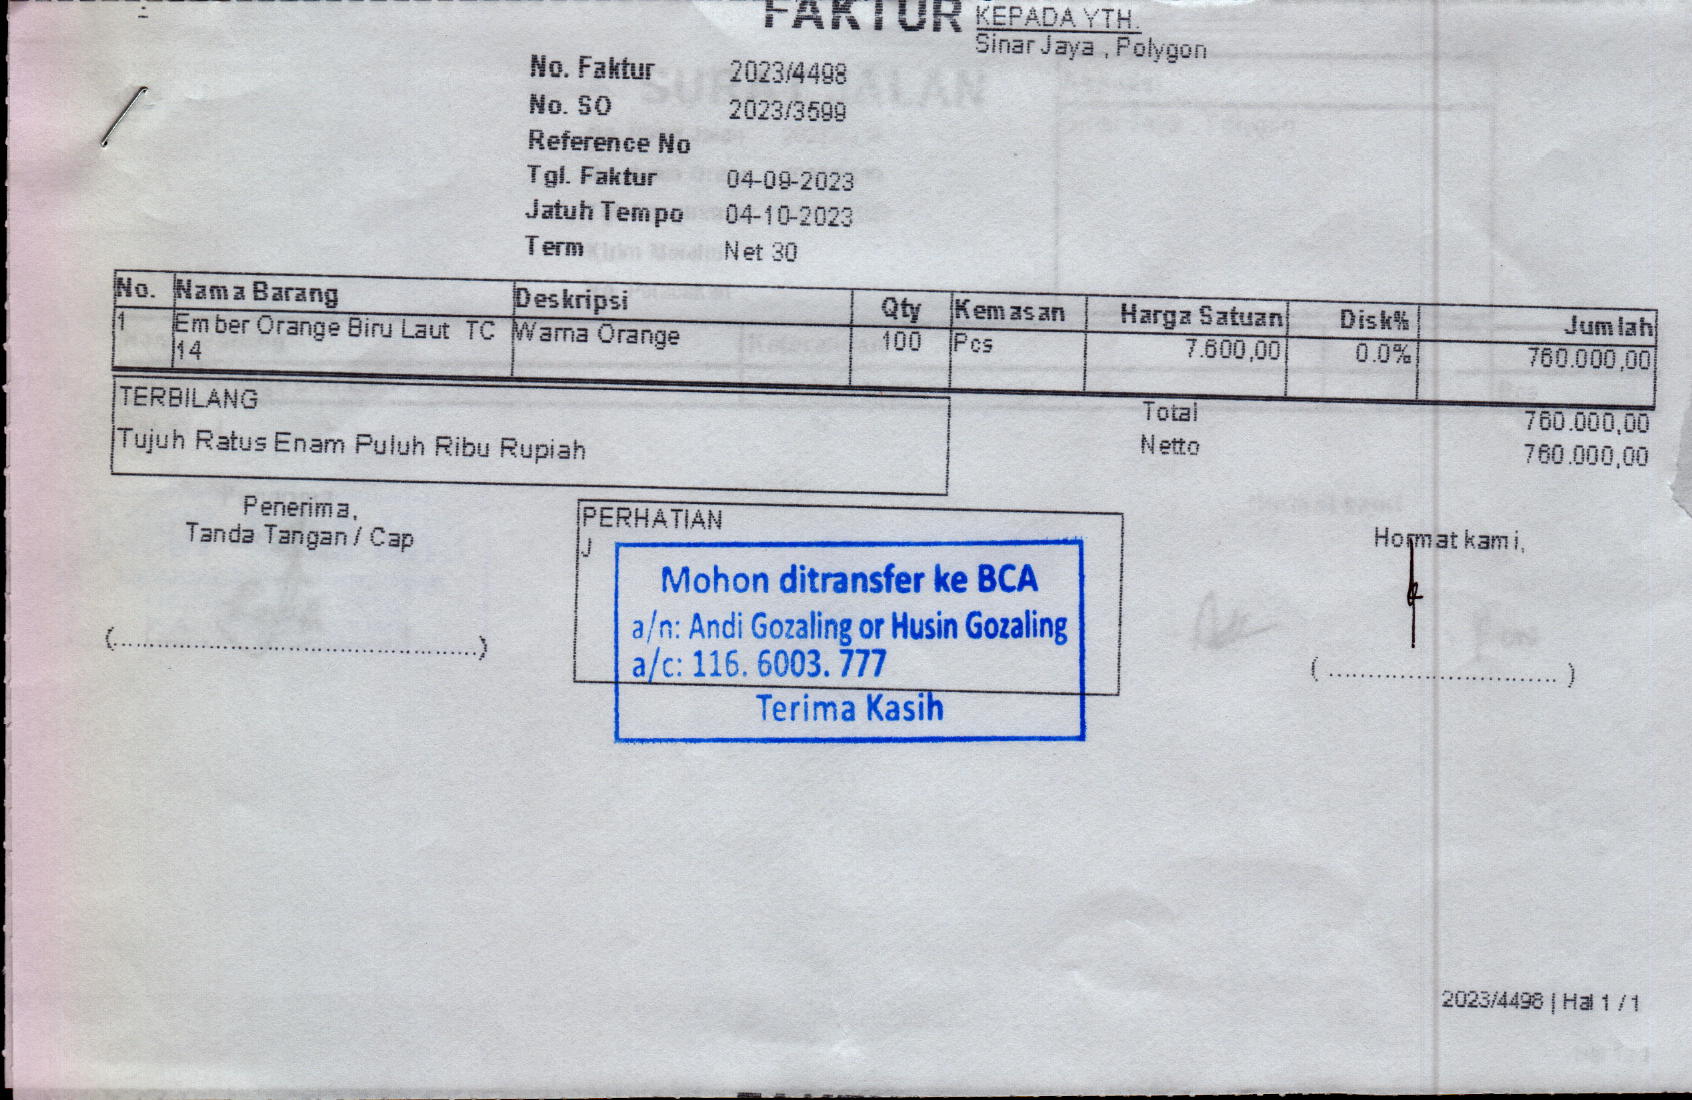 FAKTUR
KEPADA YTH.
Sinar Jaya , Polygon
No. Faktur 2023/4498
No. SO 2023/3599
Reference No
Tgl. Faktur 04-09-2023
Jatuh Tempo 04-10-2023
Term Net 30
No. Nama Barang Deskripsi Qty Kemasan Harga Satuan Disk% Jumlah
1 Ember Orange Biru Laut TC Warna Orange 100 Pcs 7.600,00 0.0% 760.000,00
14
TERBILANG
Tujuh Ratus Enam Puluh Ribu Rupiah
Total 760.000,00
Netto 760.000,00
Penerima,
Tanda Tangan / Cap
(........................................................)
PERHATIAN
J
Mohon ditransfer ke BCA
a/n: Andi Gozaling or Husin Gozaling
a/c: 116. 6003. 777
Terima Kasih
Hormat kami,
( ................................... )
2023/4498 | Hal 1 / 1